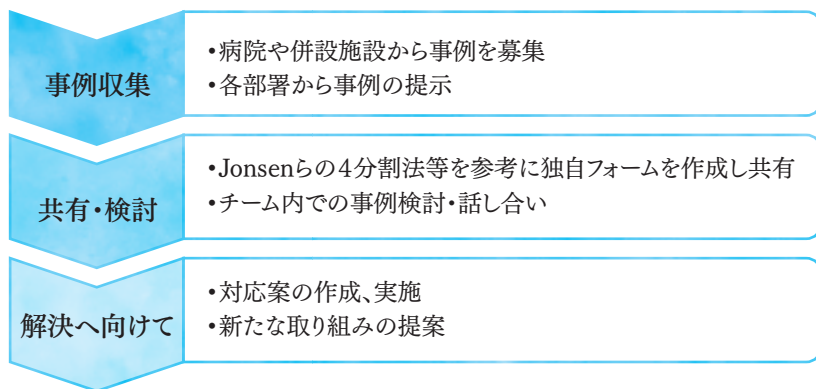 事例収集
•病院や併設施設から事例を募集
•各部署から事例の提示
共有・検討
•Jonsenらの4分割法等を参考に独自フォームを作成し共有
•チーム内での事例検討・話し合い
解決へ向けて
•対応案の作成、実施
•新たな取り組みの提案